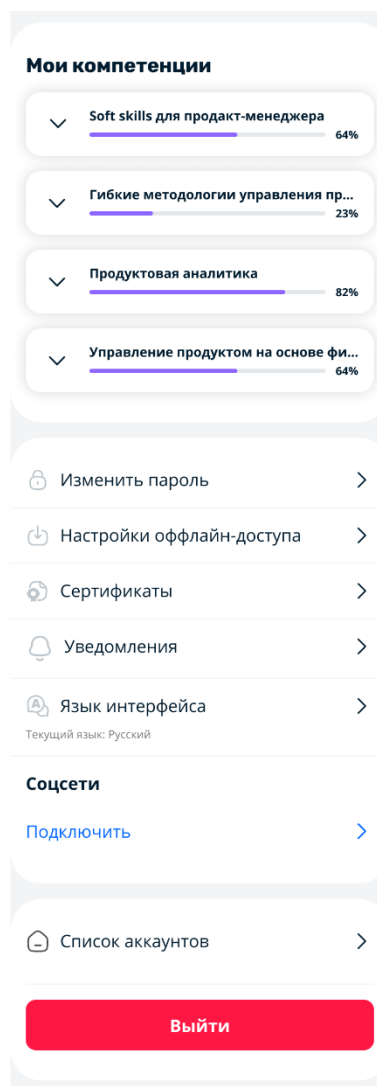 Мои компетенции
Soft skills для продакт-менеджера
64%
Гибкие методологии управления пр...
23%
Продуктовая аналитика
82%
Управление продуктом на основе фи...
64%
Изменить пароль
Настройки оффлайн-доступа
Сертификаты
Уведомления
A
Язык интерфейса
Текущий язык: Русский
Соцсети
Подключить
Список аккаунтов
Выйти